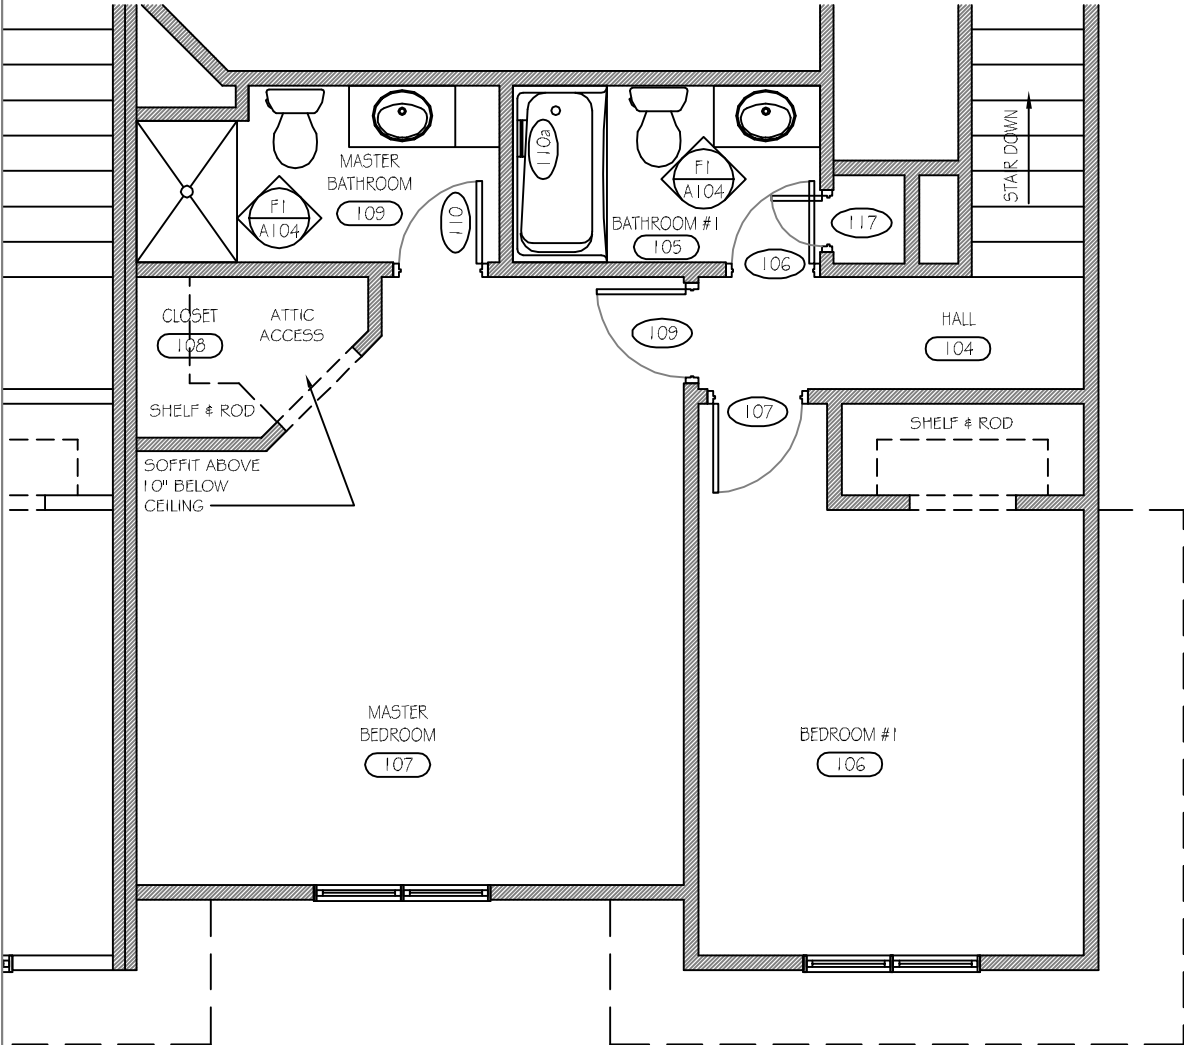 MASTER
BATHROOM
109
F1
A104
110
110a
F1
A104
BATHROOM #1
105
106
117
STAIR DOWN
CLOSET
108
ATTIC
ACCESS
SHELF & ROD
SOFFIT ABOVE
10" BELOW
CEILING
109
HALL
104
107
SHELF & ROD
MASTER
BEDROOM
107
BEDROOM #1
106